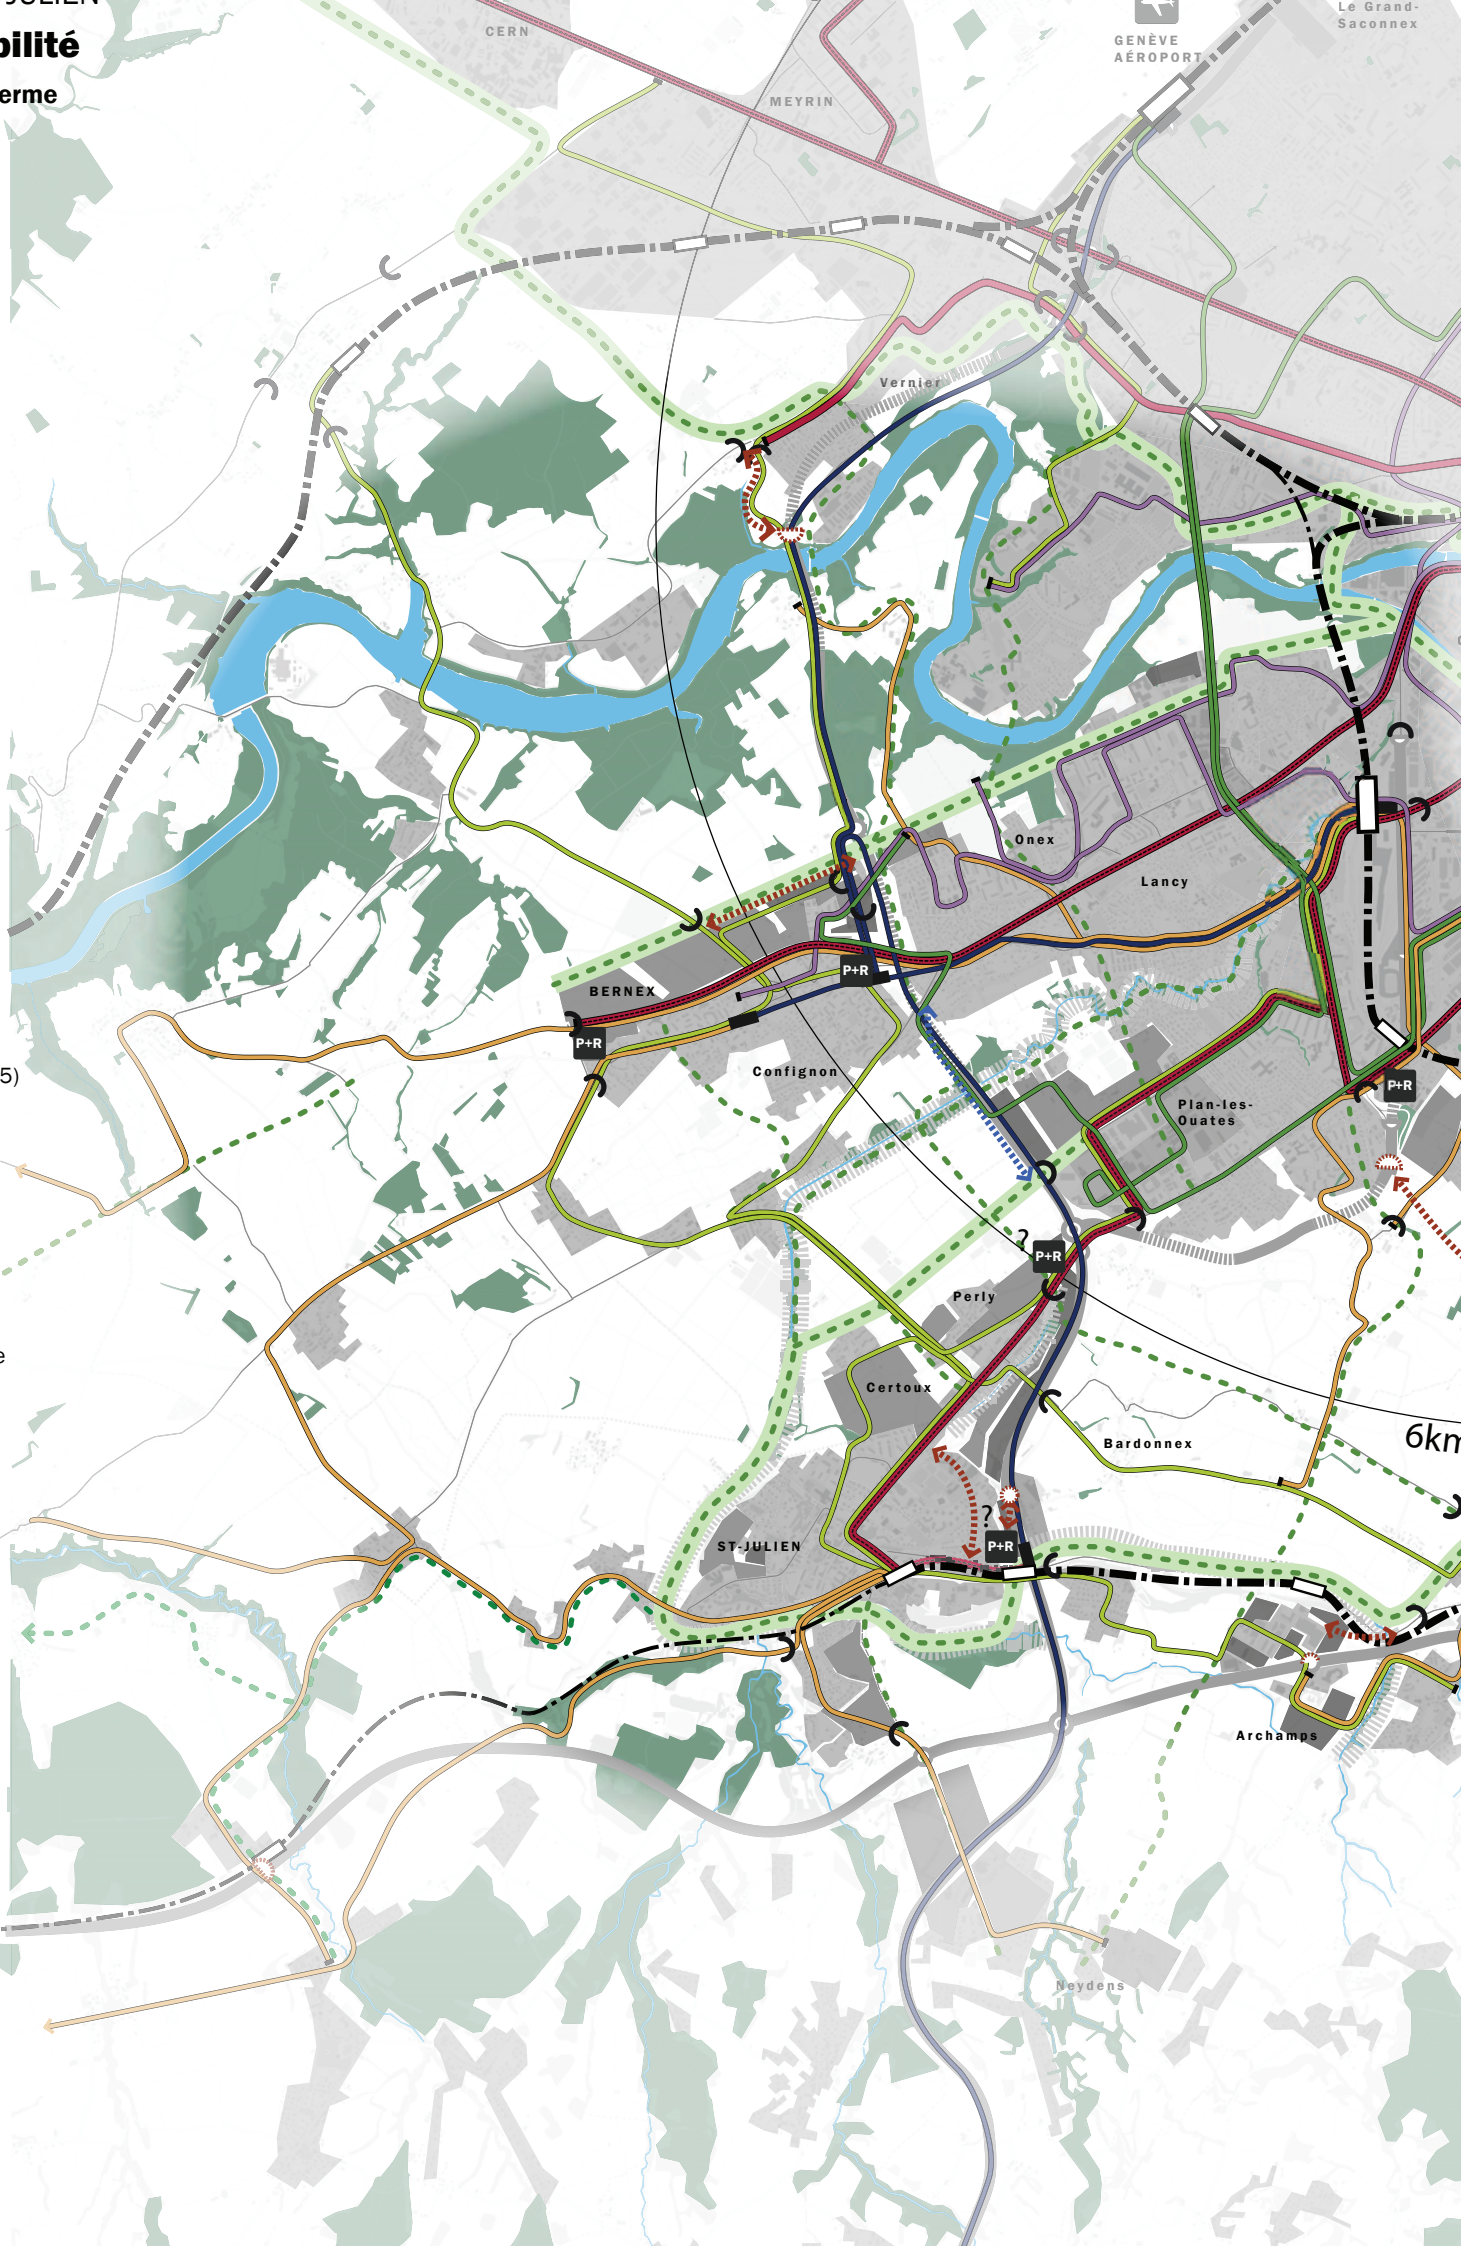 JULIEN
bilité
erme
CERN
GENÈVE
AÉROPORT
Le Grand-
Saconnex
MEYRIN
Vernier
Onex
Lancy
P+R
BERNEX
P+R
Confignon
5)
P+R
Plan-les-
Ouates
?
P+R
Perly
e
Certoux
6km
Bardonnex
?
ST-JULIEN
P+R
Archamps
Neydens